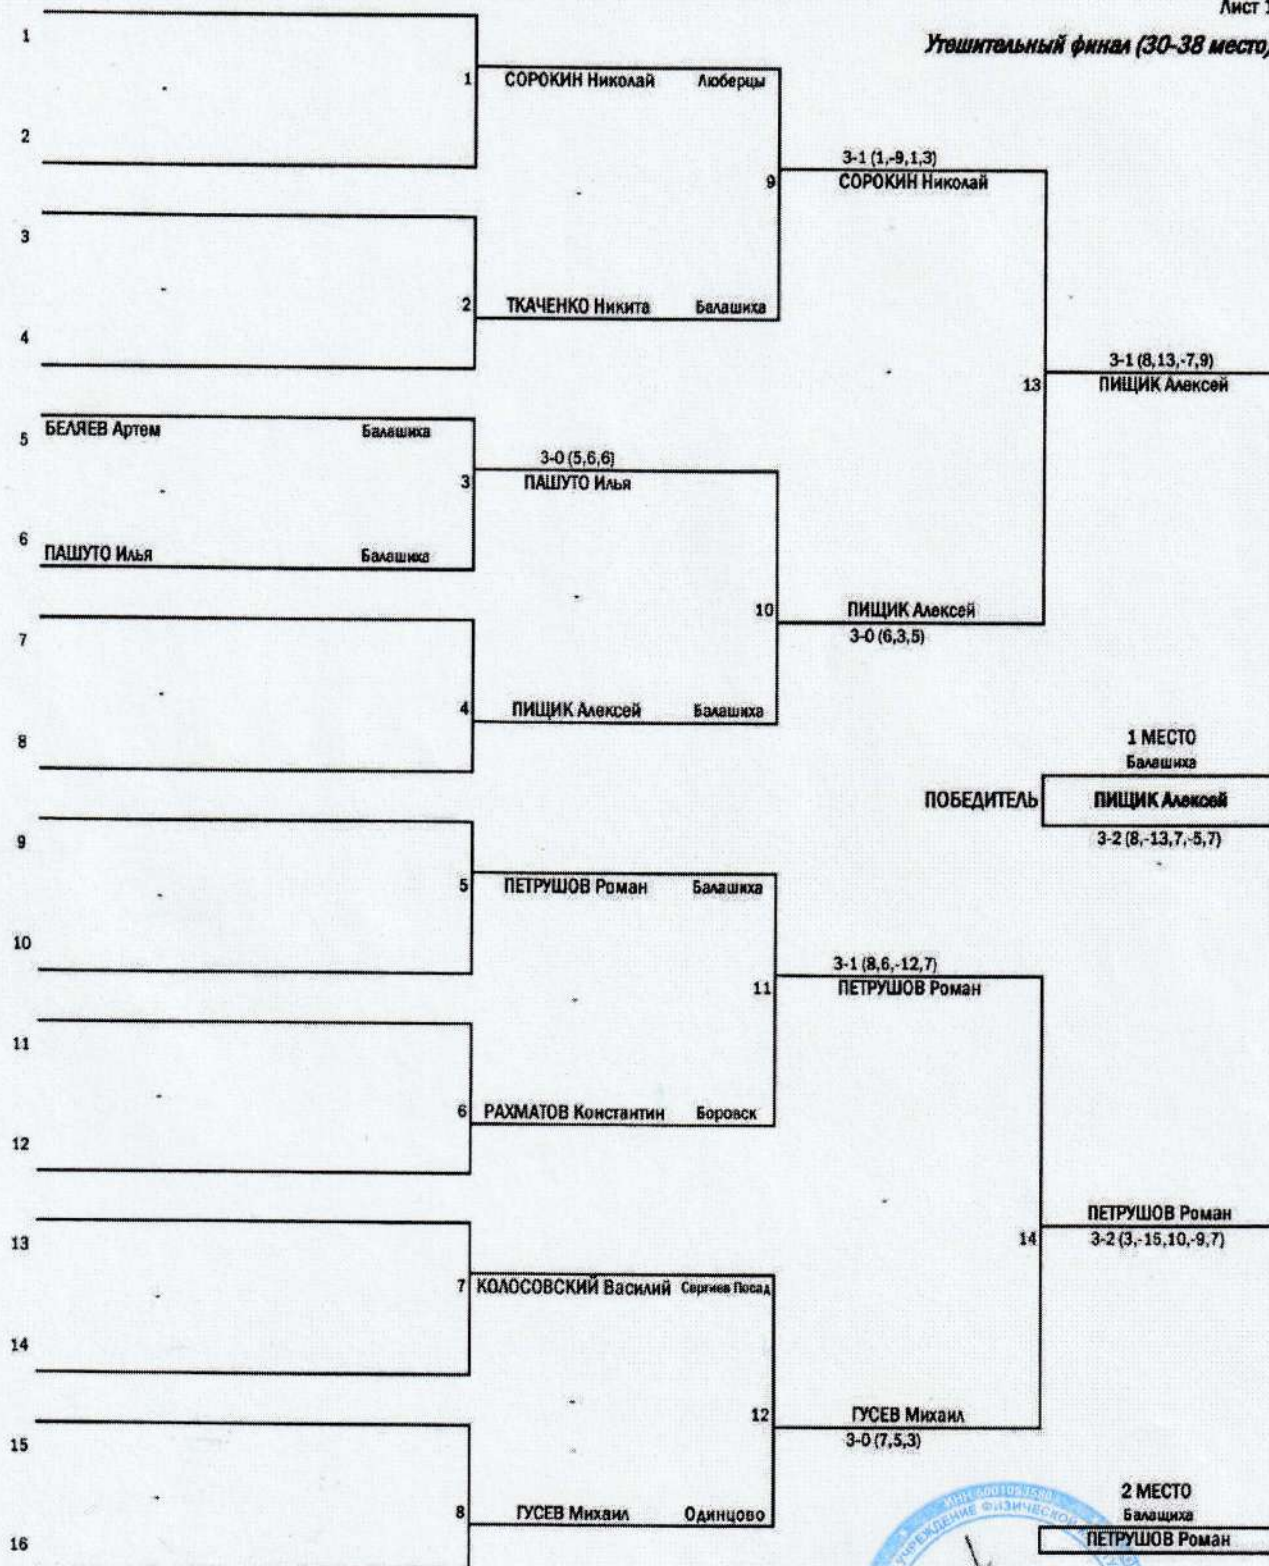 Лист 1
Утешительный финал (30-38 место)
1
1 СОРОКИН Николай Люберцы
2
3-1 (1,-9,1,3)
9 СОРОКИН Николай
3
2 ТКАЧЕНКО Никита Балашиха
4
3-1 (8,13,-7,9)
13 ПИЩИК Алексей
5 БЕЛЯЕВ Артем Балашиха
3-0 (5,6,6)
3 ПАШУТО Илья
6 ПАШУТО Илья Балашиха
10 ПИЩИК Алексей
3-0 (6,3,5)
7
4 ПИЩИК Алексей Балашиха
8
1 МЕСТО
Балашиха
ПОБЕДИТЕЛЬ ПИЩИК Алексей
3-2 (8,-13,7,-5,7)
9
5 ПЕТРУШОВ Роман Балашиха
10
3-1 (8,6,-12,7)
11 ПЕТРУШОВ Роман
11
6 РАХМАТОВ Константин Боровск
12
ПЕТРУШОВ Роман
14 3-2 (3,-15,10,-9,7)
13
7 КОЛОСОВСКИЙ Василий Сергиев Посад
14
12 ГУСЕВ Михаил
3-0 (7,5,3)
15
8 ГУСЕВ Михаил Одинцово
16
2 МЕСТО
Балашиха
ПЕТРУШОВ Роман
УЧРЕЖДЕНИЕ ФИЗИЧЕСКОЙ